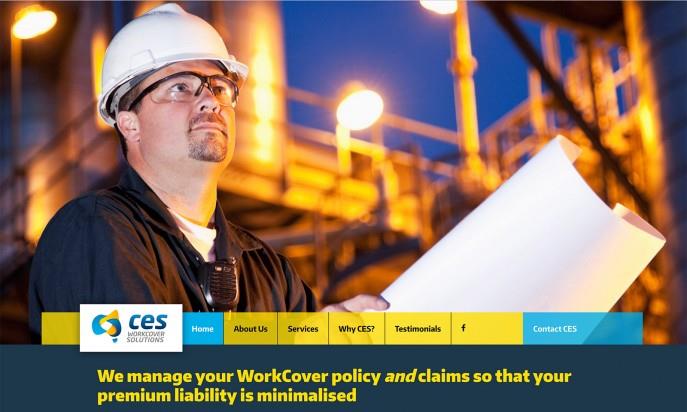 ces
WORKCOVER
SOLUTIONS
Home
About Us
Services
Why CES?
Testimonials
f
Contact CES
We manage your WorkCover policy and claims so that your
premium liability is minimalised